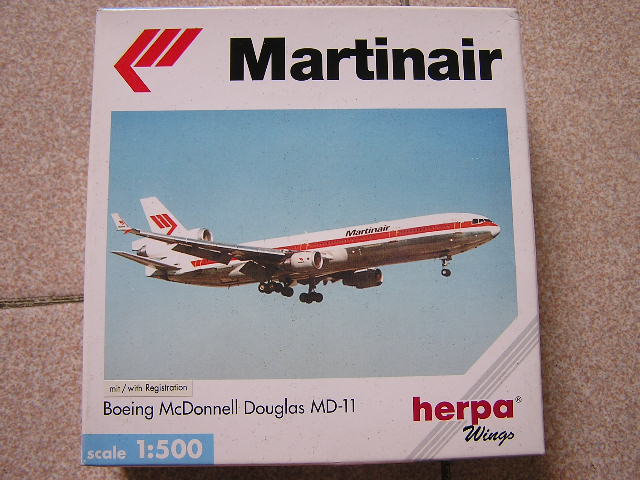 Martinair
Martinair
mit / with Registration
Boeing McDonnell Douglas MD-11
herpa®
Wings
scale 1:500